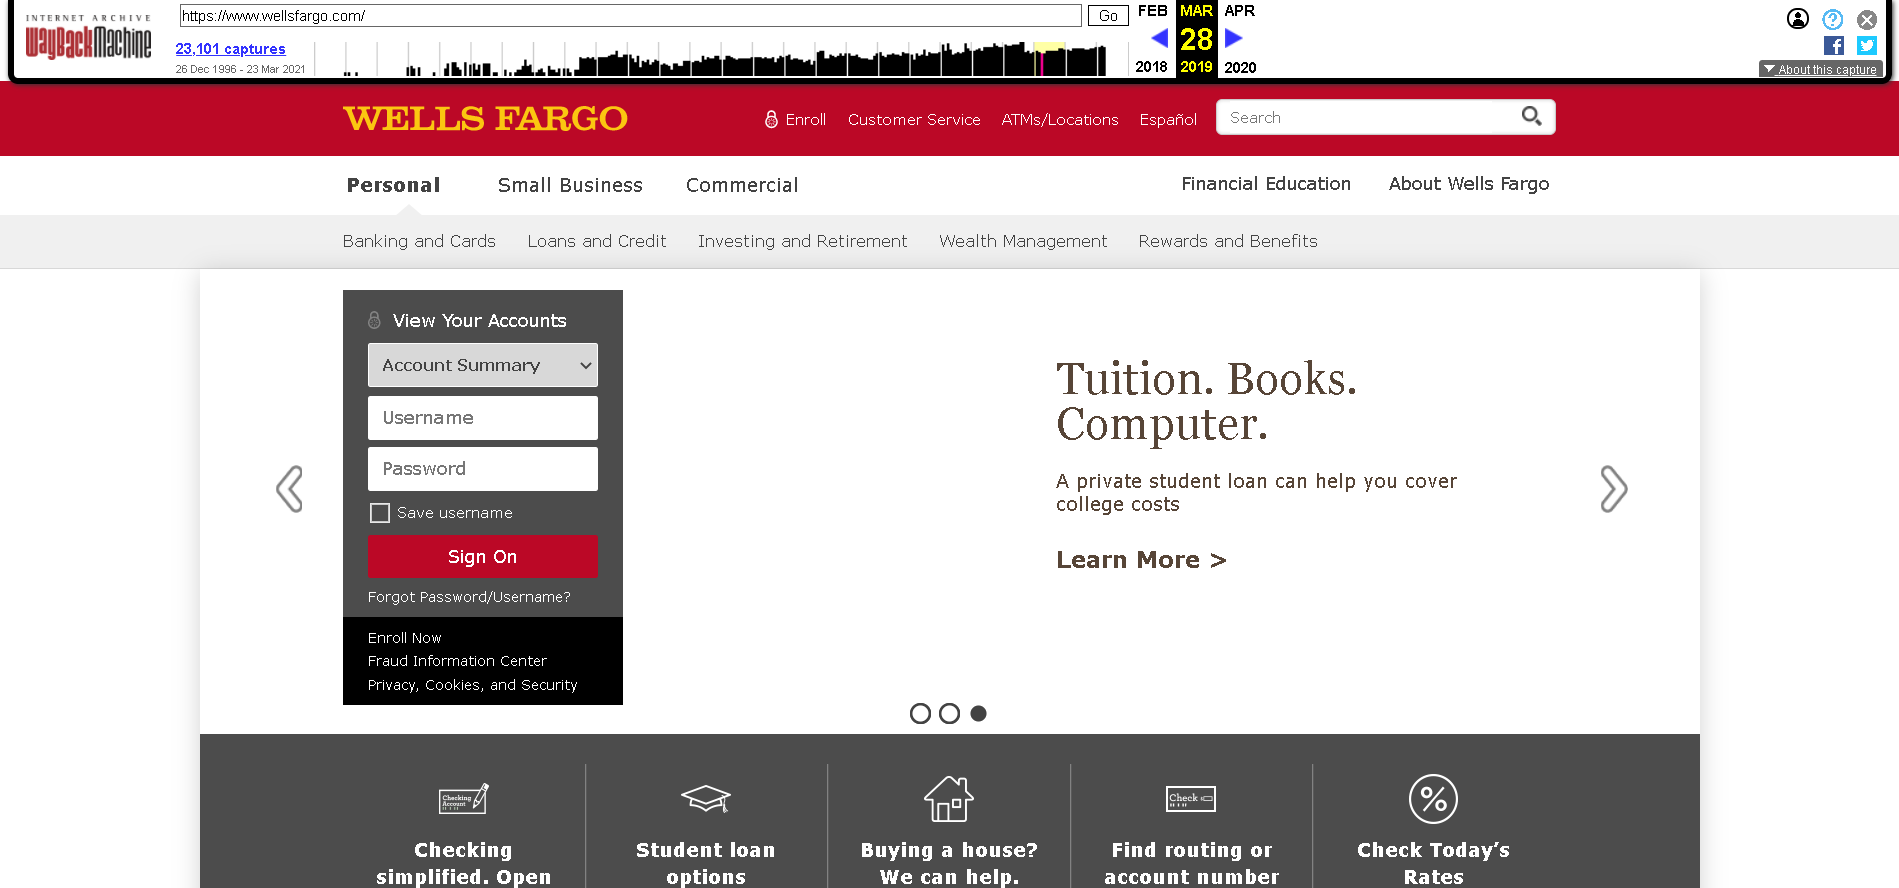 INTERNET ARCHIVE
WayBackMachine
https://www.wellsfargo.com/
Go
FEB
MAR
APR
23,101 captures
28
26 Dec 1996 - 23 Mar 2021
2018
2019
2020
About this capture
WELLS FARGO
Enroll
Customer Service
ATMs/Locations
Español
Search
Personal
Small Business
Commercial
Financial Education
About Wells Fargo
Banking and Cards
Loans and Credit
Investing and Retirement
Wealth Management
Rewards and Benefits
View Your Accounts
Account Summary
Username
Password
Save username
Sign On
Forgot Password/Username?
Enroll Now
Fraud Information Center
Privacy, Cookies, and Security
Tuition. Books.
Computer.
A private student loan can help you cover
college costs
Learn More >
Checking
Account
Checking
simplified. Open
Student loan
options
Buying a house?
We can help.
Check
Find routing or
account number
%
Check Today's
Rates